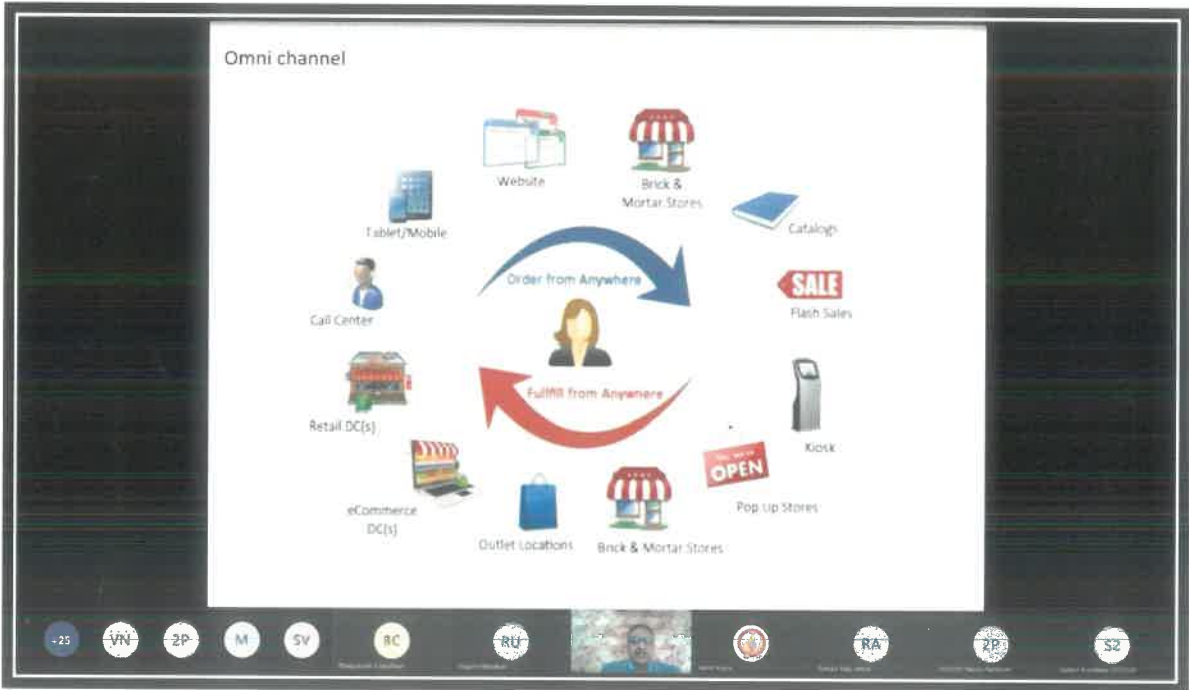 Omni channel
Website
Brick &
Mortar Stores
Tablet/Mobile
Catalogs
Order from Anywhere
SALE
Flash Sales
Call Center
Fullfill from Anywhere
Retail DC(s)
Kiosk
OPEN
Pop Up Stores
eCommerce
DC(s)
Outlet Locations
Brick & Mortar Stores
+25
VN
2P
M
SV
RC
RU
RA
2P
S2